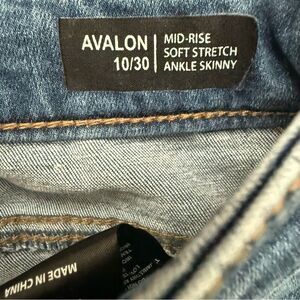 AVALON
10/30
MID-RISE
SOFT STRETCH
ANKLE SKINNY
MADE IN CHINA